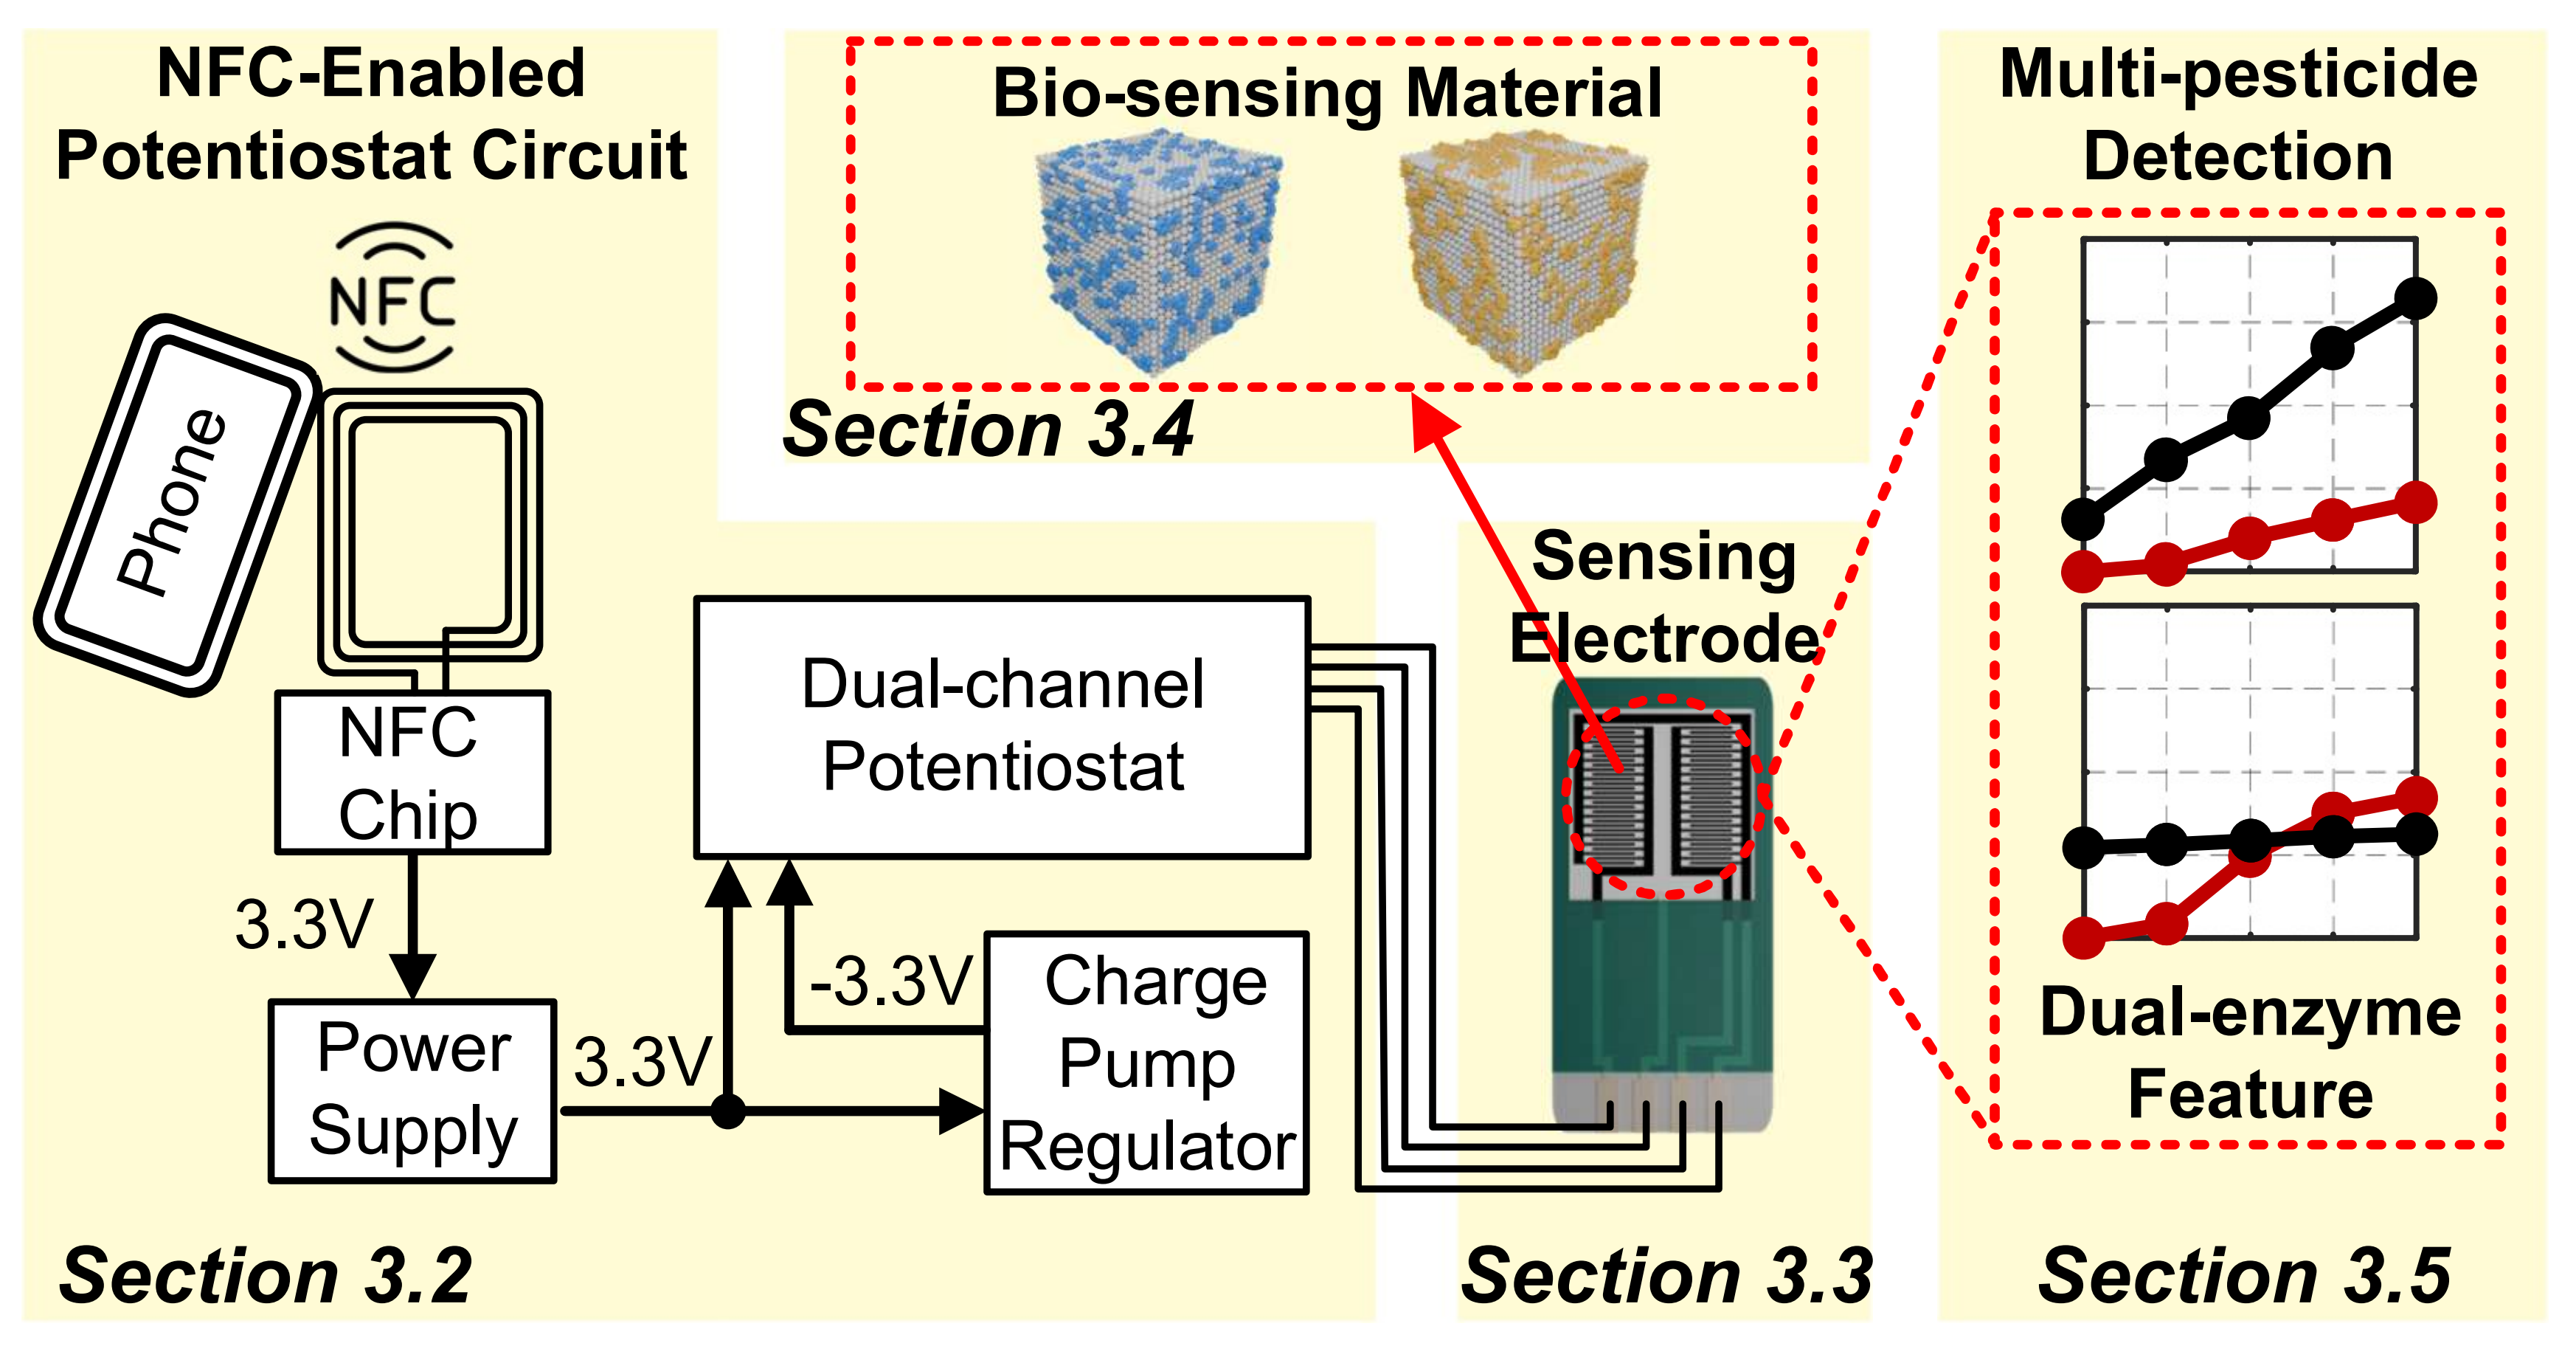 NFC-Enabled
Potentiostat Circuit
NFC
Phone
NFC
Chip
3.3V
Power
Supply
3.3V
-3.3V
Dual-channel
Potentiostat
Charge
Pump
Regulator
Section 3.2
Bio-sensing Material
Section 3.4
Sensing
Electrode
Section 3.3
Multi-pesticide
Detection
Dual-enzyme
Feature
Section 3.5